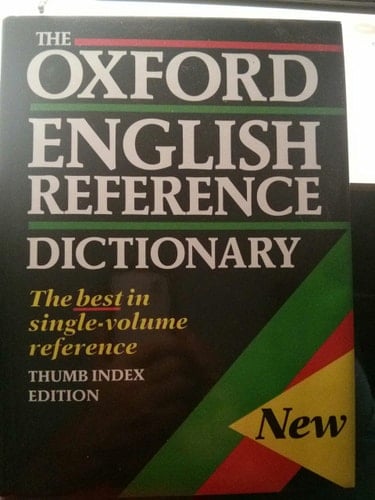 THE
OXFORD
ENGLISH
REFERENCE
DICTIONARY
The best in
single-volume
reference
THUMB INDEX
EDITION
New